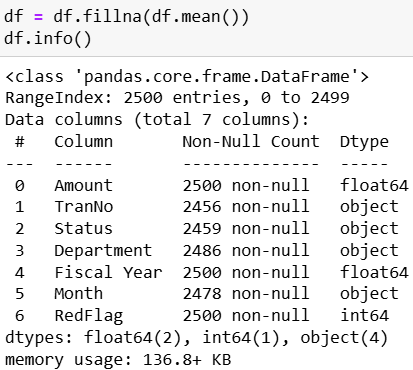 df = df.fillna(df.mean())
df.info()
<class 'pandas.core.frame.DataFrame'>
RangeIndex: 2500 entries, 0 to 2499
Data columns (total 7 columns):
 #   Column       Non-Null Count  Dtype
---  ------       --------------  -----
 0   Amount       2500 non-null   float64
 1   TranNo       2456 non-null   object
 2   Status       2459 non-null   object
 3   Department   2486 non-null   object
 4   Fiscal Year  2500 non-null   float64
 5   Month        2478 non-null   object
 6   RedFlag      2500 non-null   int64
dtypes: float64(2), int64(1), object(4)
memory usage: 136.8+ KB